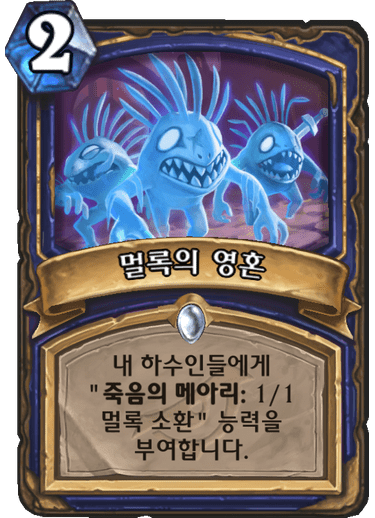 2
멀록의 영혼
내 하수인들에게
"죽음의 메아리: 1/1
멀록 소환" 능력을
부여합니다.